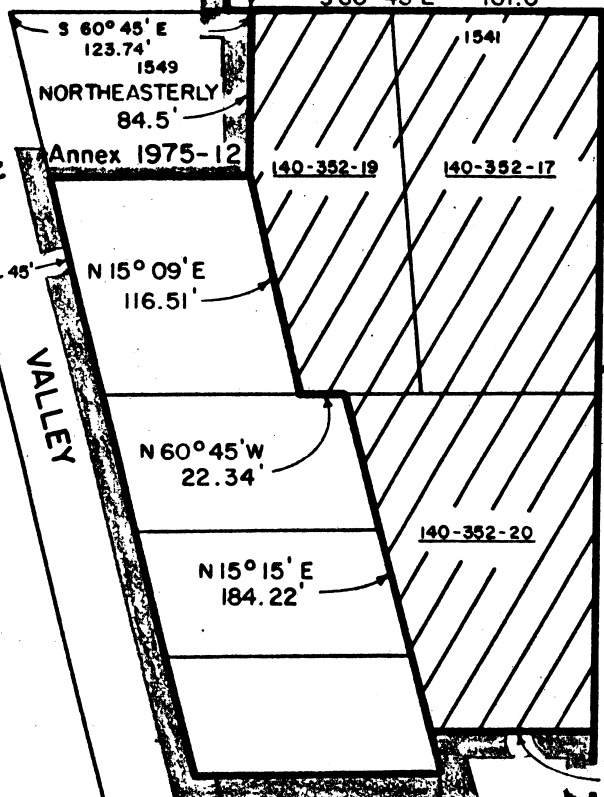 S 60° 45' E
123.74'
1549
NORTHEASTERLY
84.5'
Annex 1975-12
1541
140-352-19
140-352-17
45'
N 15° 09' E
116.51'
VALLEY
N 60° 45' W
22.34'
140-352-20
N 15° 15' E
184.22'